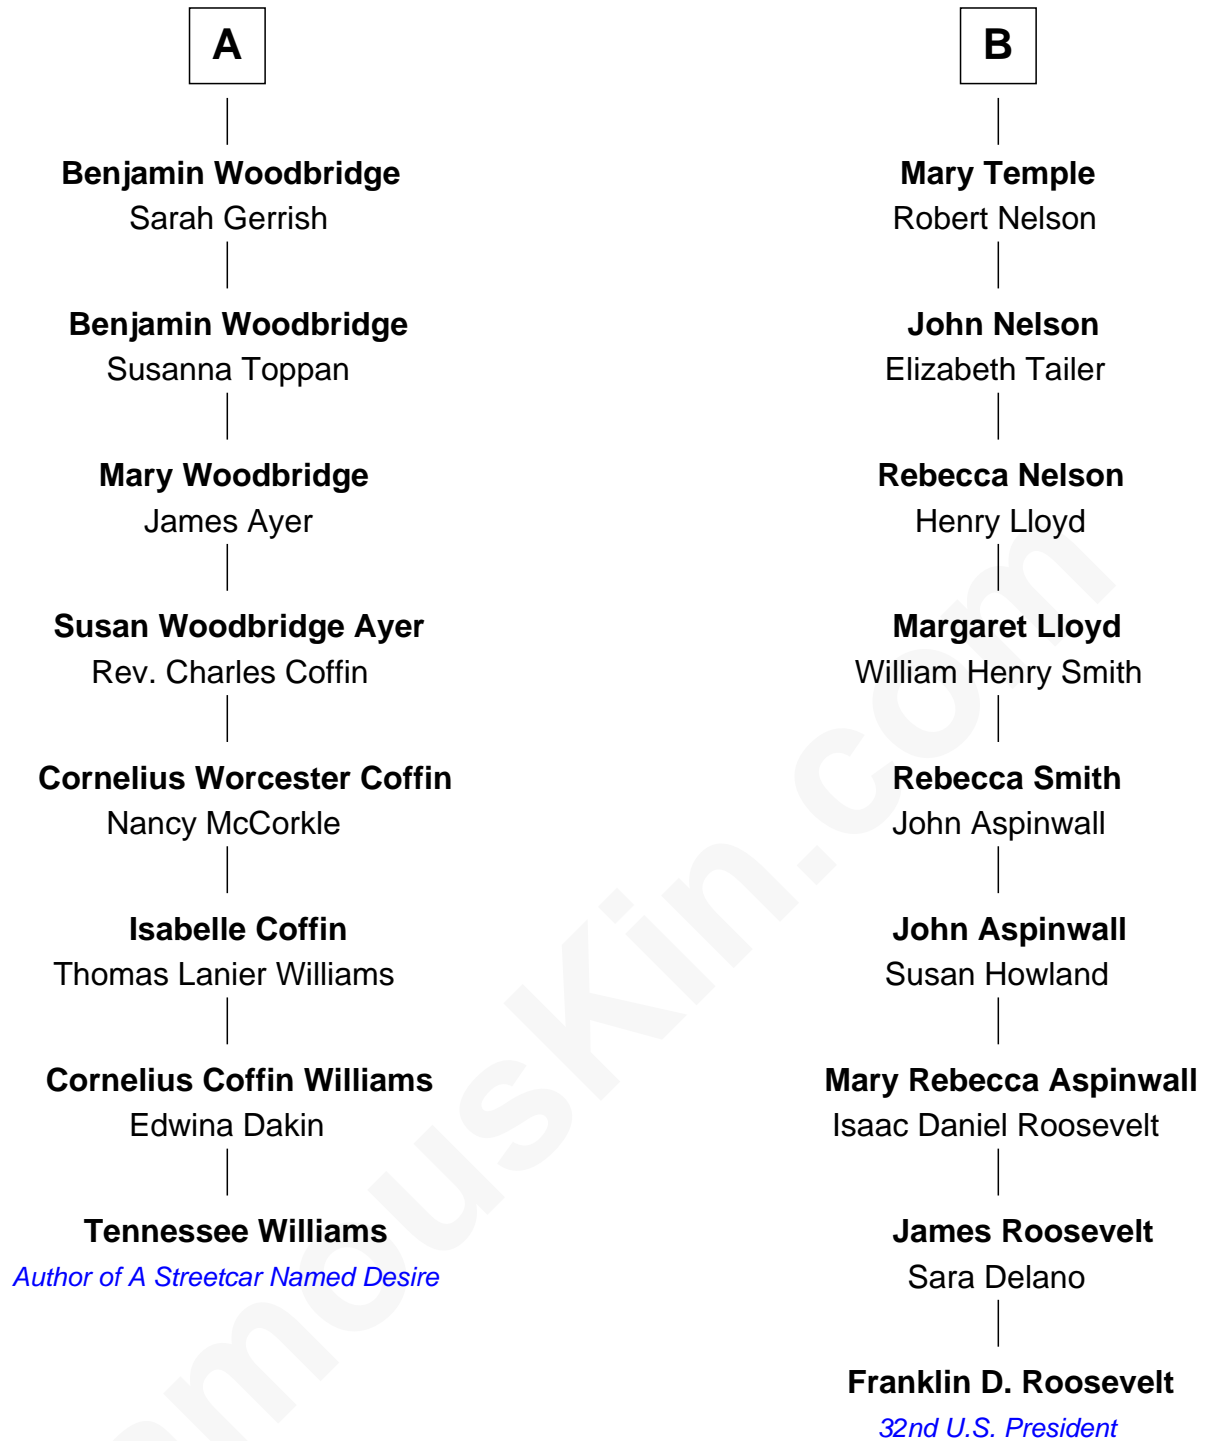 A
Benjamin Woodbridge
Sarah Gerrish
Benjamin Woodbridge
Susanna Toppan
Mary Woodbridge
James Ayer
Susan Woodbridge Ayer
Rev. Charles Coffin
Cornelius Worcester Coffin
Nancy McCorkle
Isabelle Coffin
Thomas Lanier Williams
Cornelius Coffin Williams
Edwina Dakin
Tennessee Williams
Author of A Streetcar Named Desire
B
Mary Temple
Robert Nelson
John Nelson
Elizabeth Tailer
Rebecca Nelson
Henry Lloyd
Margaret Lloyd
William Henry Smith
Rebecca Smith
John Aspinwall
John Aspinwall
Susan Howland
Mary Rebecca Aspinwall
Isaac Daniel Roosevelt
James Roosevelt
Sara Delano
Franklin D. Roosevelt
32nd U.S. President
amouskin.com